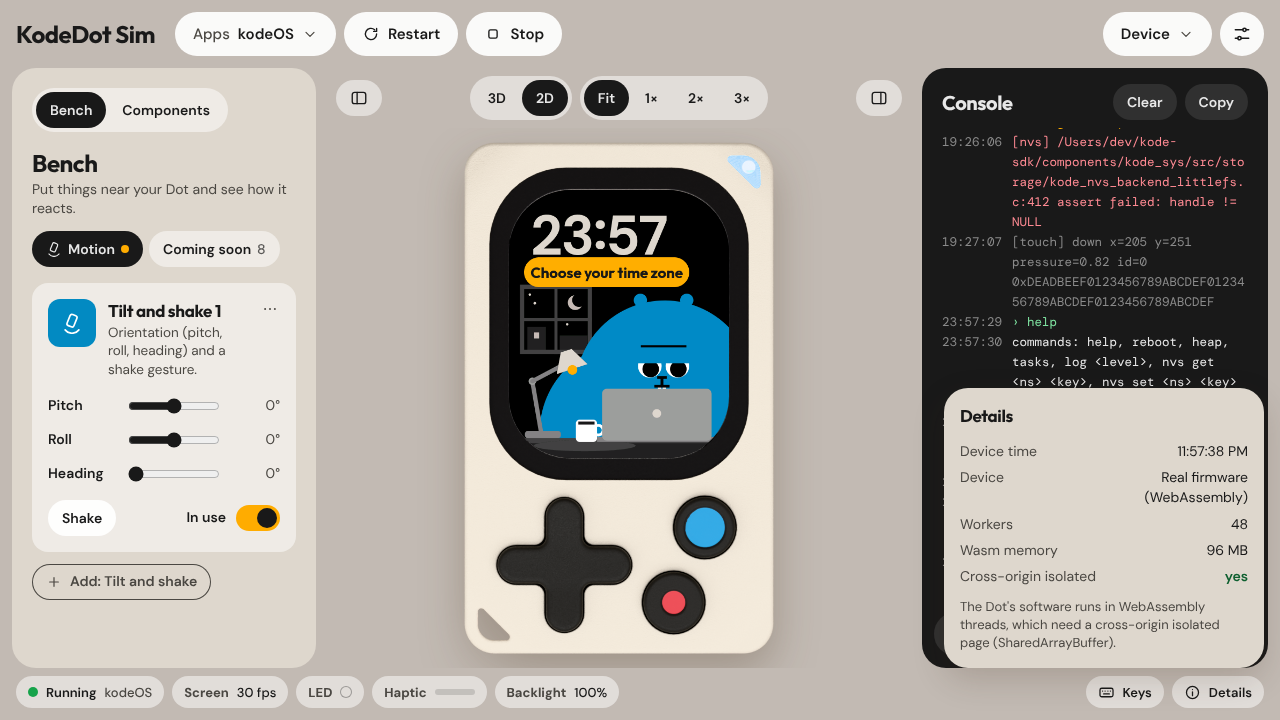 KodeDot Sim
Apps kodeOS
Restart
Stop
Device
Bench
Components
Bench
Put things near your Dot and see how it
reacts.
Motion
Coming soon 8
Tilt and shake 1
Orientation (pitch,
roll, heading) and a
shake gesture.
Pitch 0°
Roll 0°
Heading 0°
Shake
In use
Add: Tilt and shake
3D
2D
Fit
1×
2×
3×
23:57
Choose your time zone
Console
Clear
Copy
19:26:06 [nvs] /Users/dev/kode-
sdk/components/kode_sys/src/sto
rage/kode_nvs_backend_littlefs.
c:412 assert failed: handle !=
NULL
19:27:07 [touch] down x=205 y=251
pressure=0.82 id=0
0xDEADBEEF0123456789ABCDEF01234
56789ABCDEF0123456789ABCDEF
23:57:29 › help
23:57:30 commands: help, reboot, heap,
tasks, log <level>, nvs get
<ns> <key>, nvs set <ns> <key>
Details
Device time 11:57:38 PM
Device Real firmware
(WebAssembly)
Workers 48
Wasm memory 96 MB
Cross-origin isolated yes
The Dot's software runs in WebAssembly
threads, which need a cross-origin isolated
page (SharedArrayBuffer).
Running kodeOS
Screen 30 fps
LED
Haptic
Backlight 100%
Keys
Details